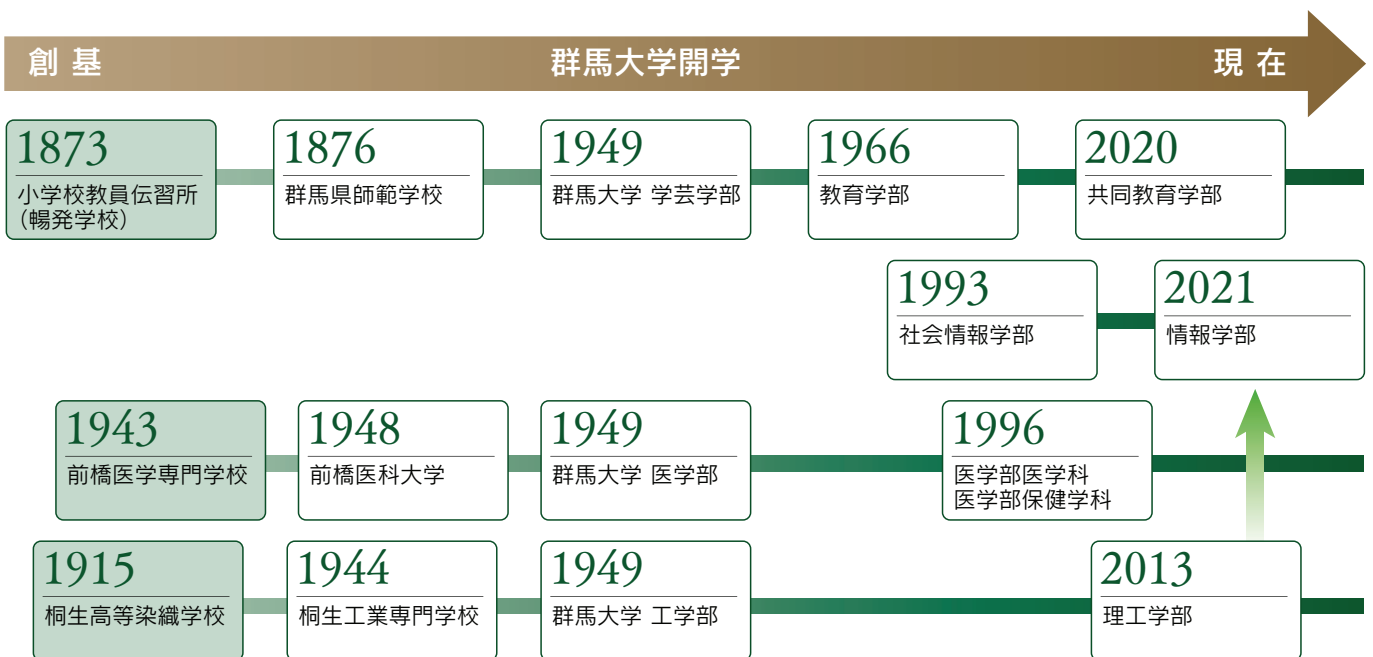 創基
群馬大学開学
現在
1873
小学校教員伝習所
(暢発学校)
1876
群馬県師範学校
1949
群馬大学 学芸学部
1966
教育学部
2020
共同教育学部
1993
社会情報学部
2021
情報学部
1943
前橋医学専門学校
1948
前橋医科大学
1949
群馬大学 医学部
1996
医学部医学科
医学部保健学科
1915
桐生高等染織学校
1944
桐生工業専門学校
1949
群馬大学 工学部
2013
理工学部